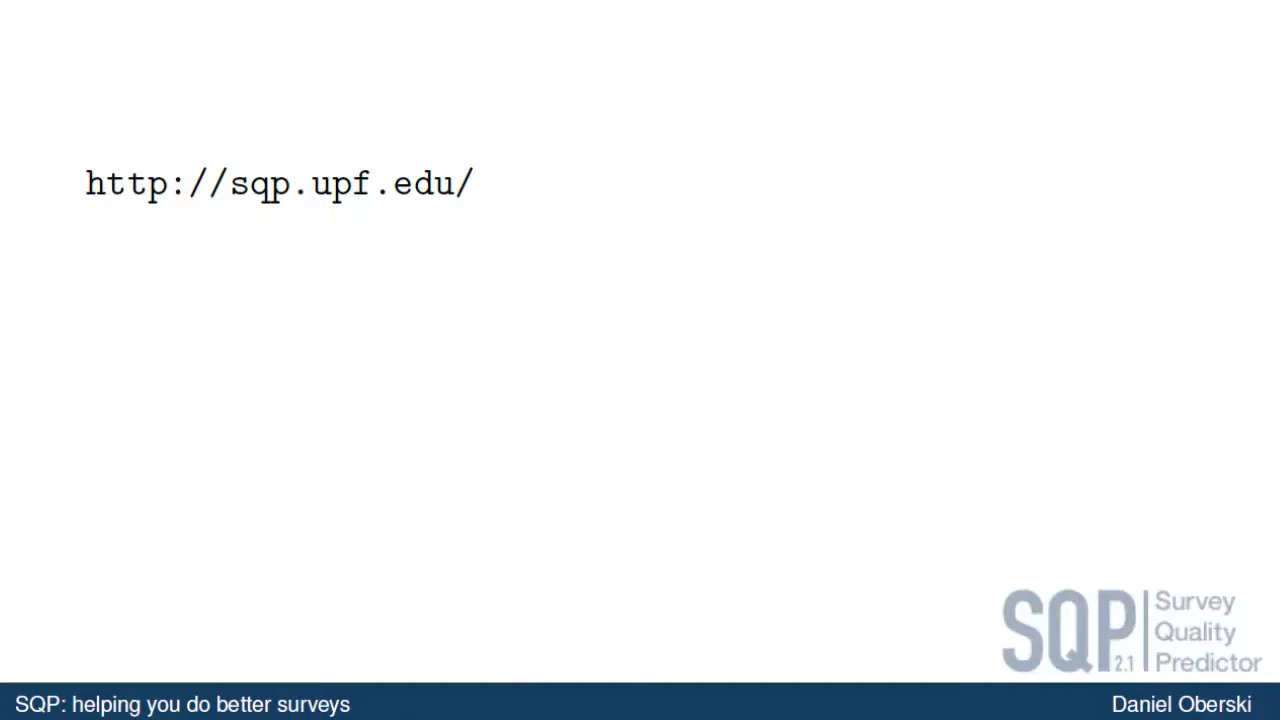 http://sqp.upf.edu/
SQP 2.1
Survey
Quality
Predictor
SQP: helping you do better surveys
Daniel Oberski